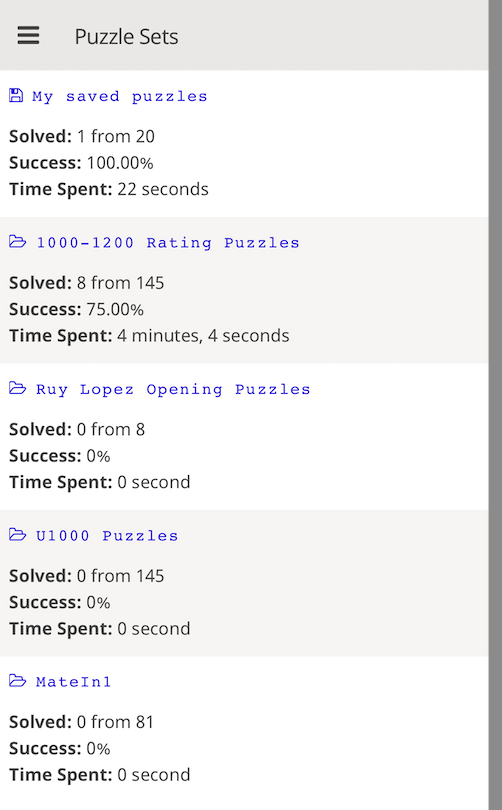 Puzzle Sets
My saved puzzles
Solved: 1 from 20
Success: 100.00%
Time Spent: 22 seconds
1000-1200 Rating Puzzles
Solved: 8 from 145
Success: 75.00%
Time Spent: 4 minutes, 4 seconds
Ruy Lopez Opening Puzzles
Solved: 0 from 8
Success: 0%
Time Spent: 0 second
U1000 Puzzles
Solved: 0 from 145
Success: 0%
Time Spent: 0 second
MateIn1
Solved: 0 from 81
Success: 0%
Time Spent: 0 second